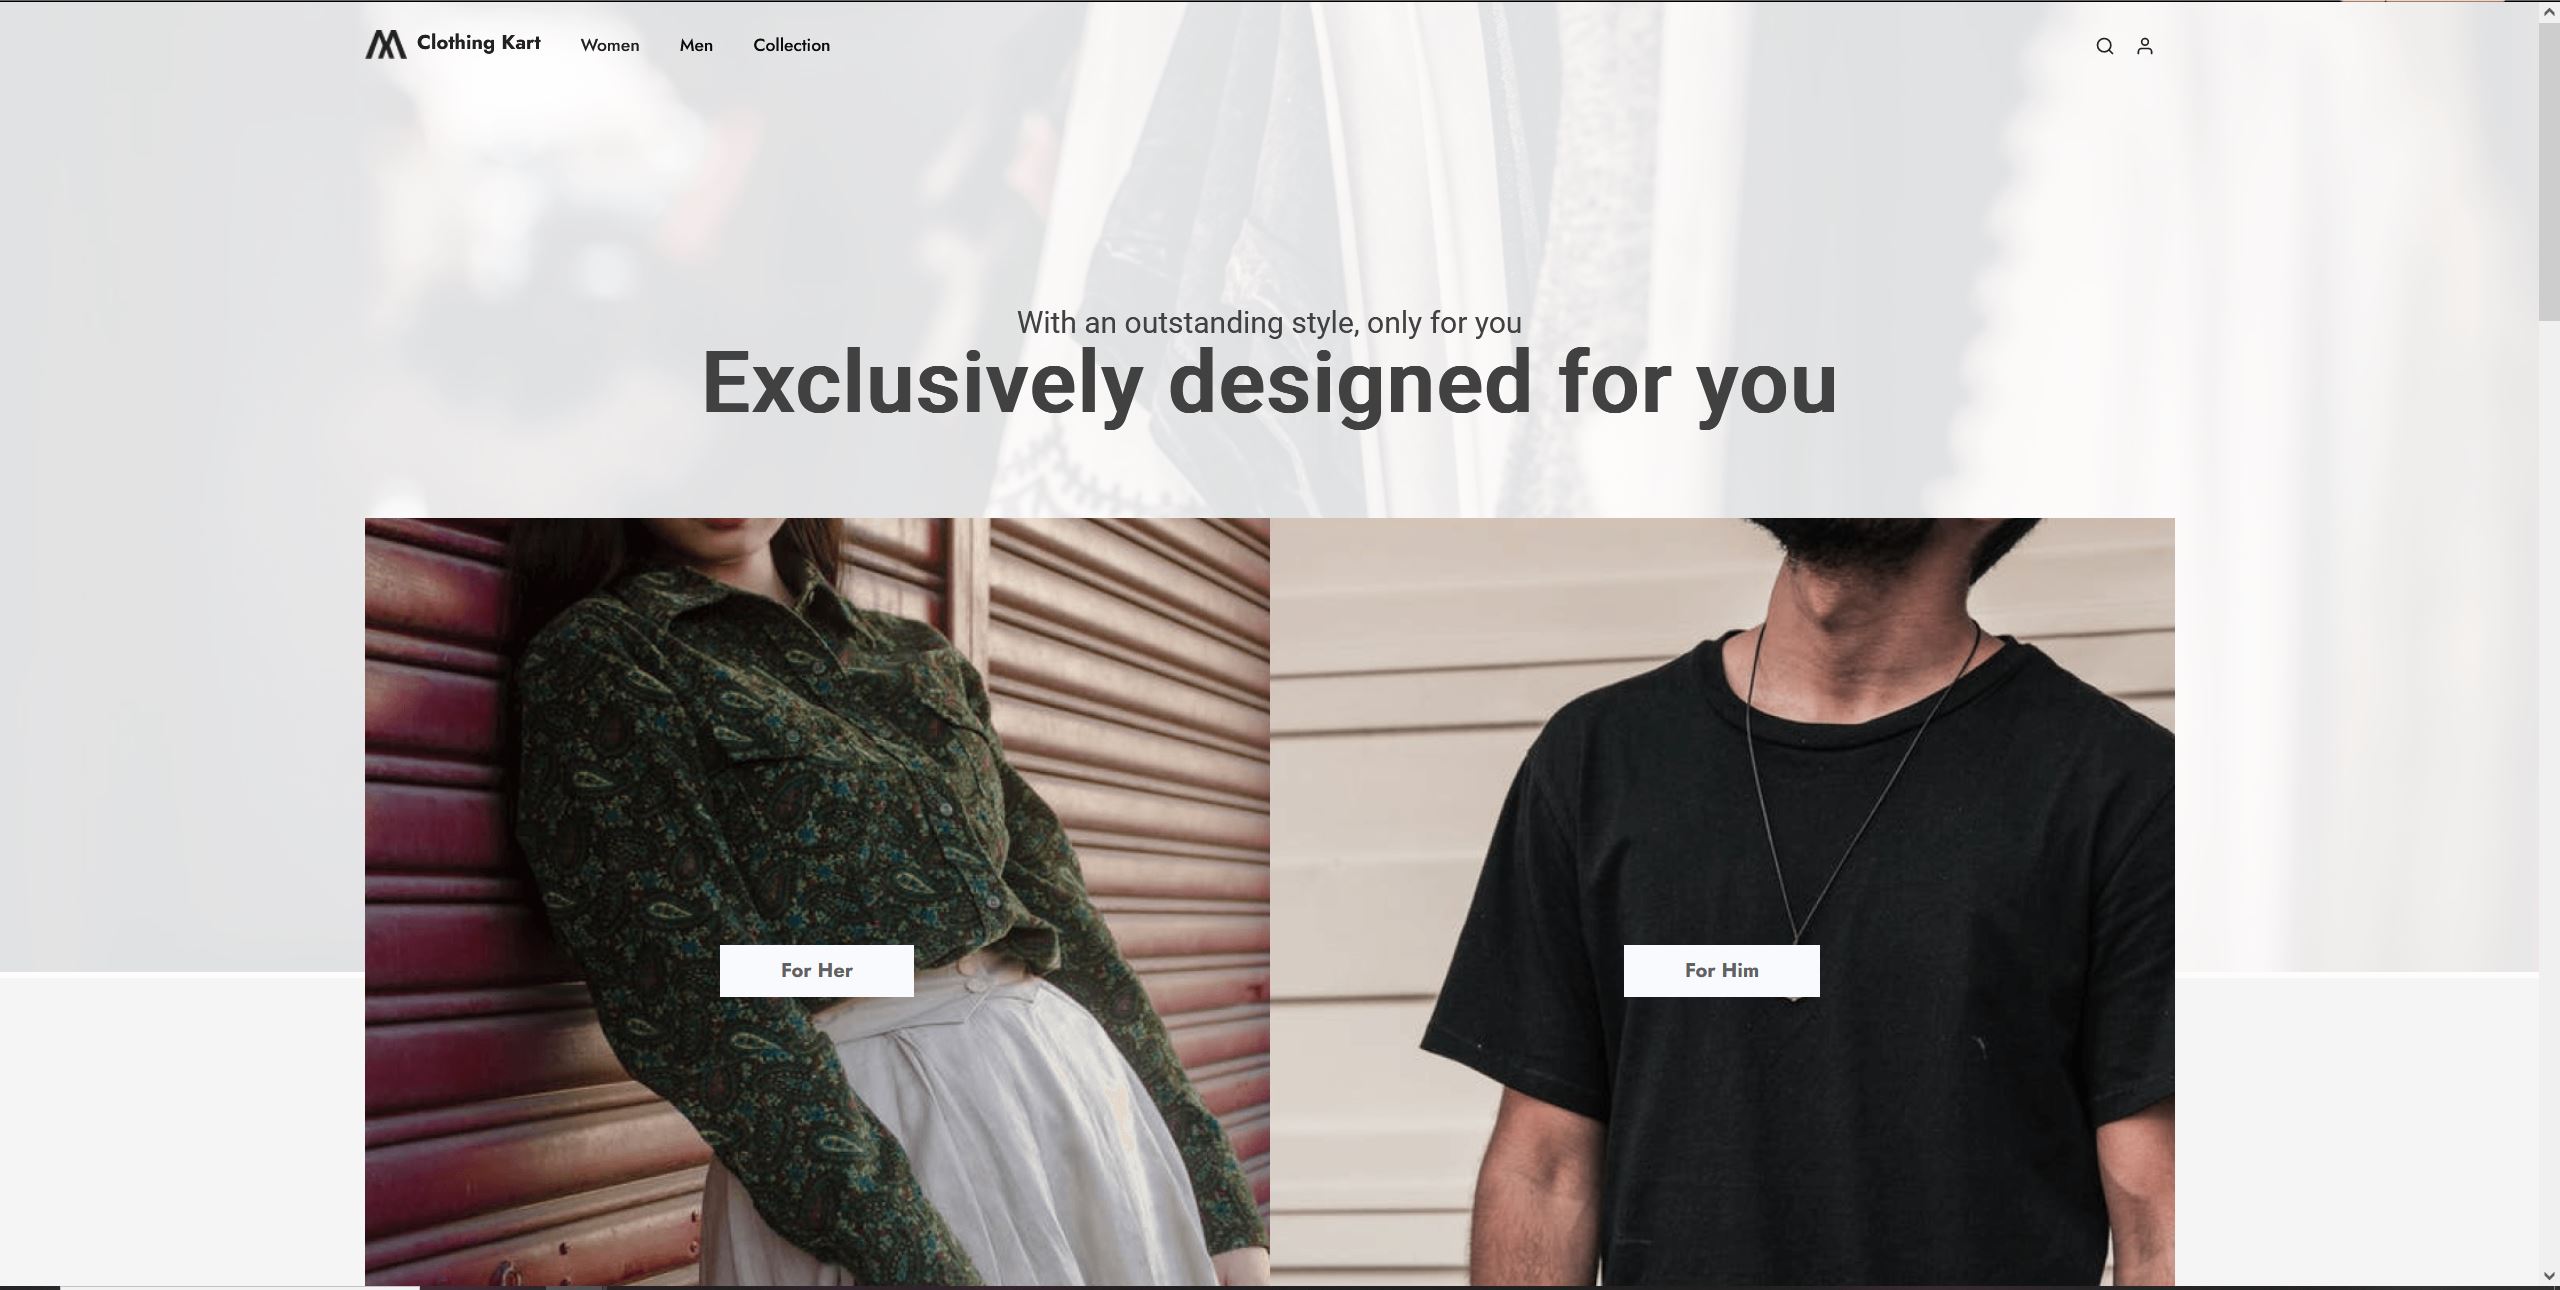 Clothing Kart
Women
Men
Collection
With an outstanding style, only for you
Exclusively designed for you
For Her
For Him